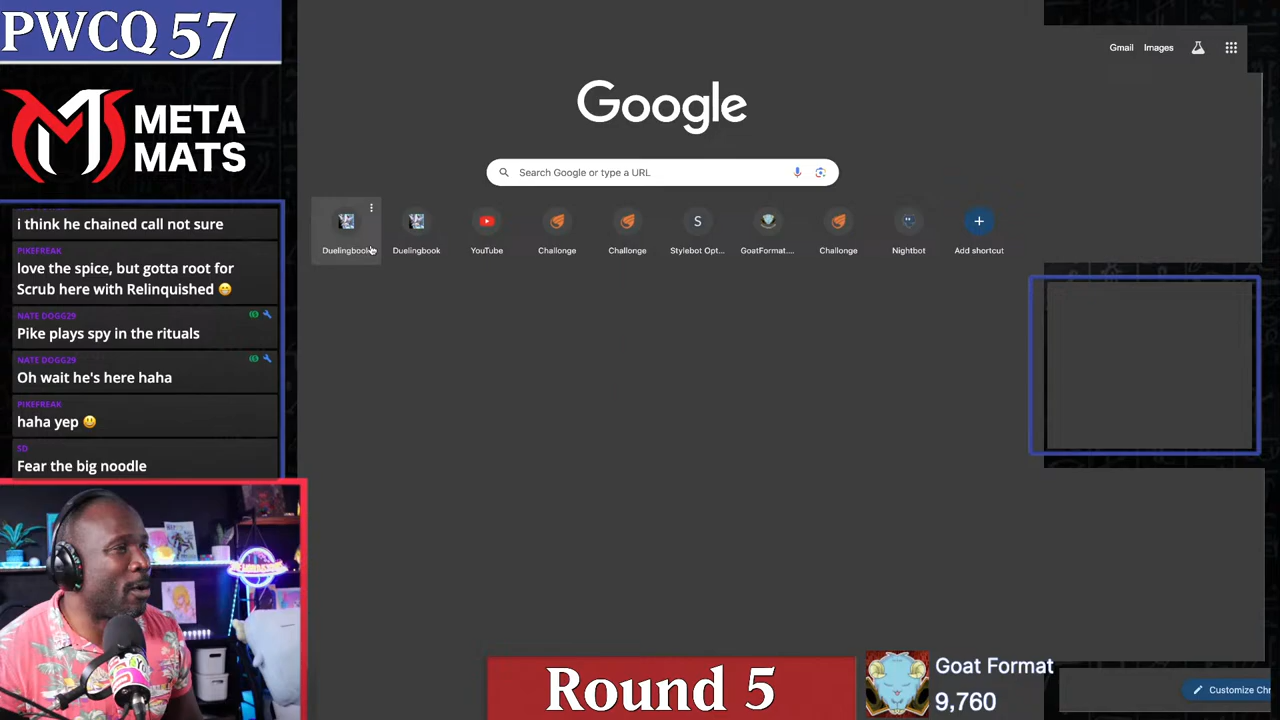 PWCQ 57
META
MATS
i think he chained call not sure
PIKEFREAK
love the spice, but gotta root for
Scrub here with Relinquished 😁
NATE DOGG29
Pike plays spy in the rituals
NATE DOGG29
Oh wait he's here haha
PIKEFREAK
haha yep 😃
SD
Fear the big noodle
Gmail Images
Google
Search Google or type a URL
Duelingbook Duelingbook YouTube Challonge Challonge Stylebot Opt... GoatFormat.... Challonge Nightbot Add shortcut
Round 5
Goat Format
9,760
Customize Chr